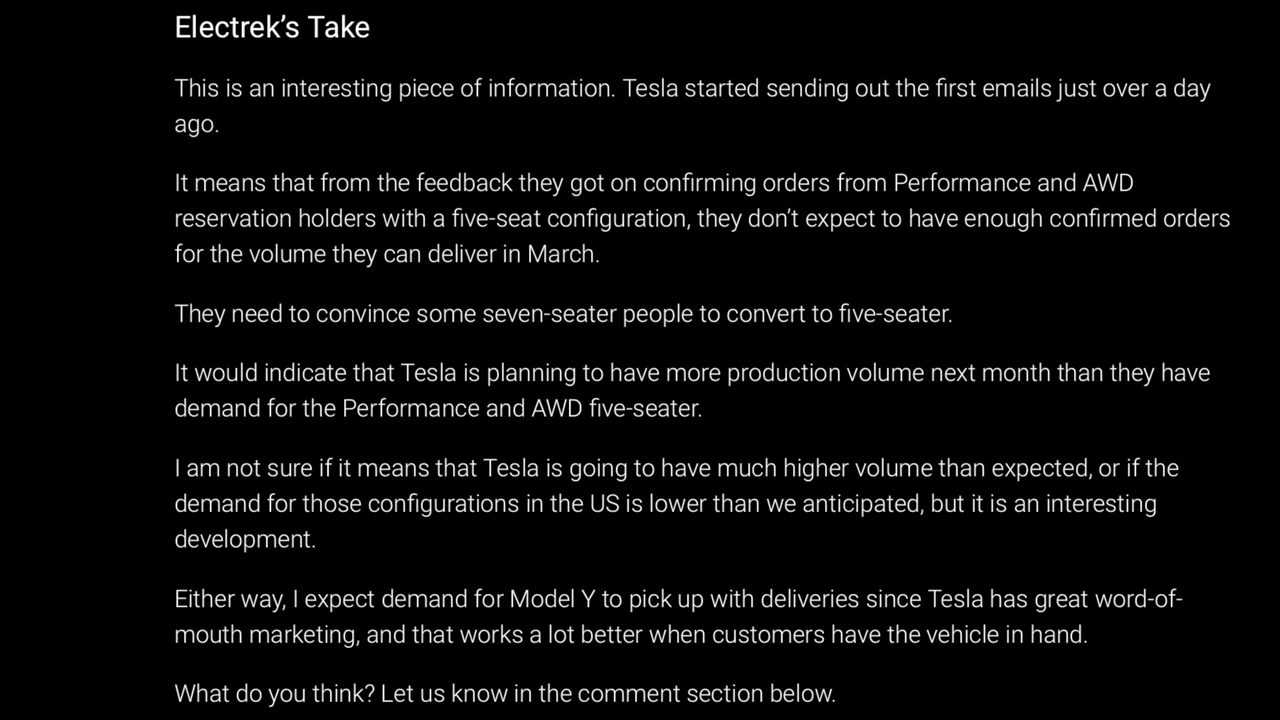 Electrek’s Take
This is an interesting piece of information. Tesla started sending out the first emails just over a day
ago.
It means that from the feedback they got on confirming orders from Performance and AWD
reservation holders with a five-seat configuration, they don’t expect to have enough confirmed orders
for the volume they can deliver in March.
They need to convince some seven-seater people to convert to five-seater.
It would indicate that Tesla is planning to have more production volume next month than they have
demand for the Performance and AWD five-seater.
I am not sure if it means that Tesla is going to have much higher volume than expected, or if the
demand for those configurations in the US is lower than we anticipated, but it is an interesting
development.
Either way, I expect demand for Model Y to pick up with deliveries since Tesla has great word-of-
mouth marketing, and that works a lot better when customers have the vehicle in hand.
What do you think? Let us know in the comment section below.